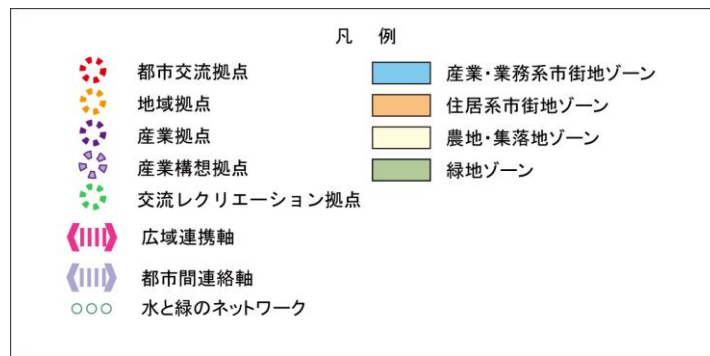 凡 例
都市交流拠点
地域拠点
産業拠点
産業構想拠点
交流レクリエーション拠点
広域連携軸
都市間連絡軸
水と緑のネットワーク
産業・業務系市街地ゾーン
住居系市街地ゾーン
農地・集落地ゾーン
緑地ゾーン